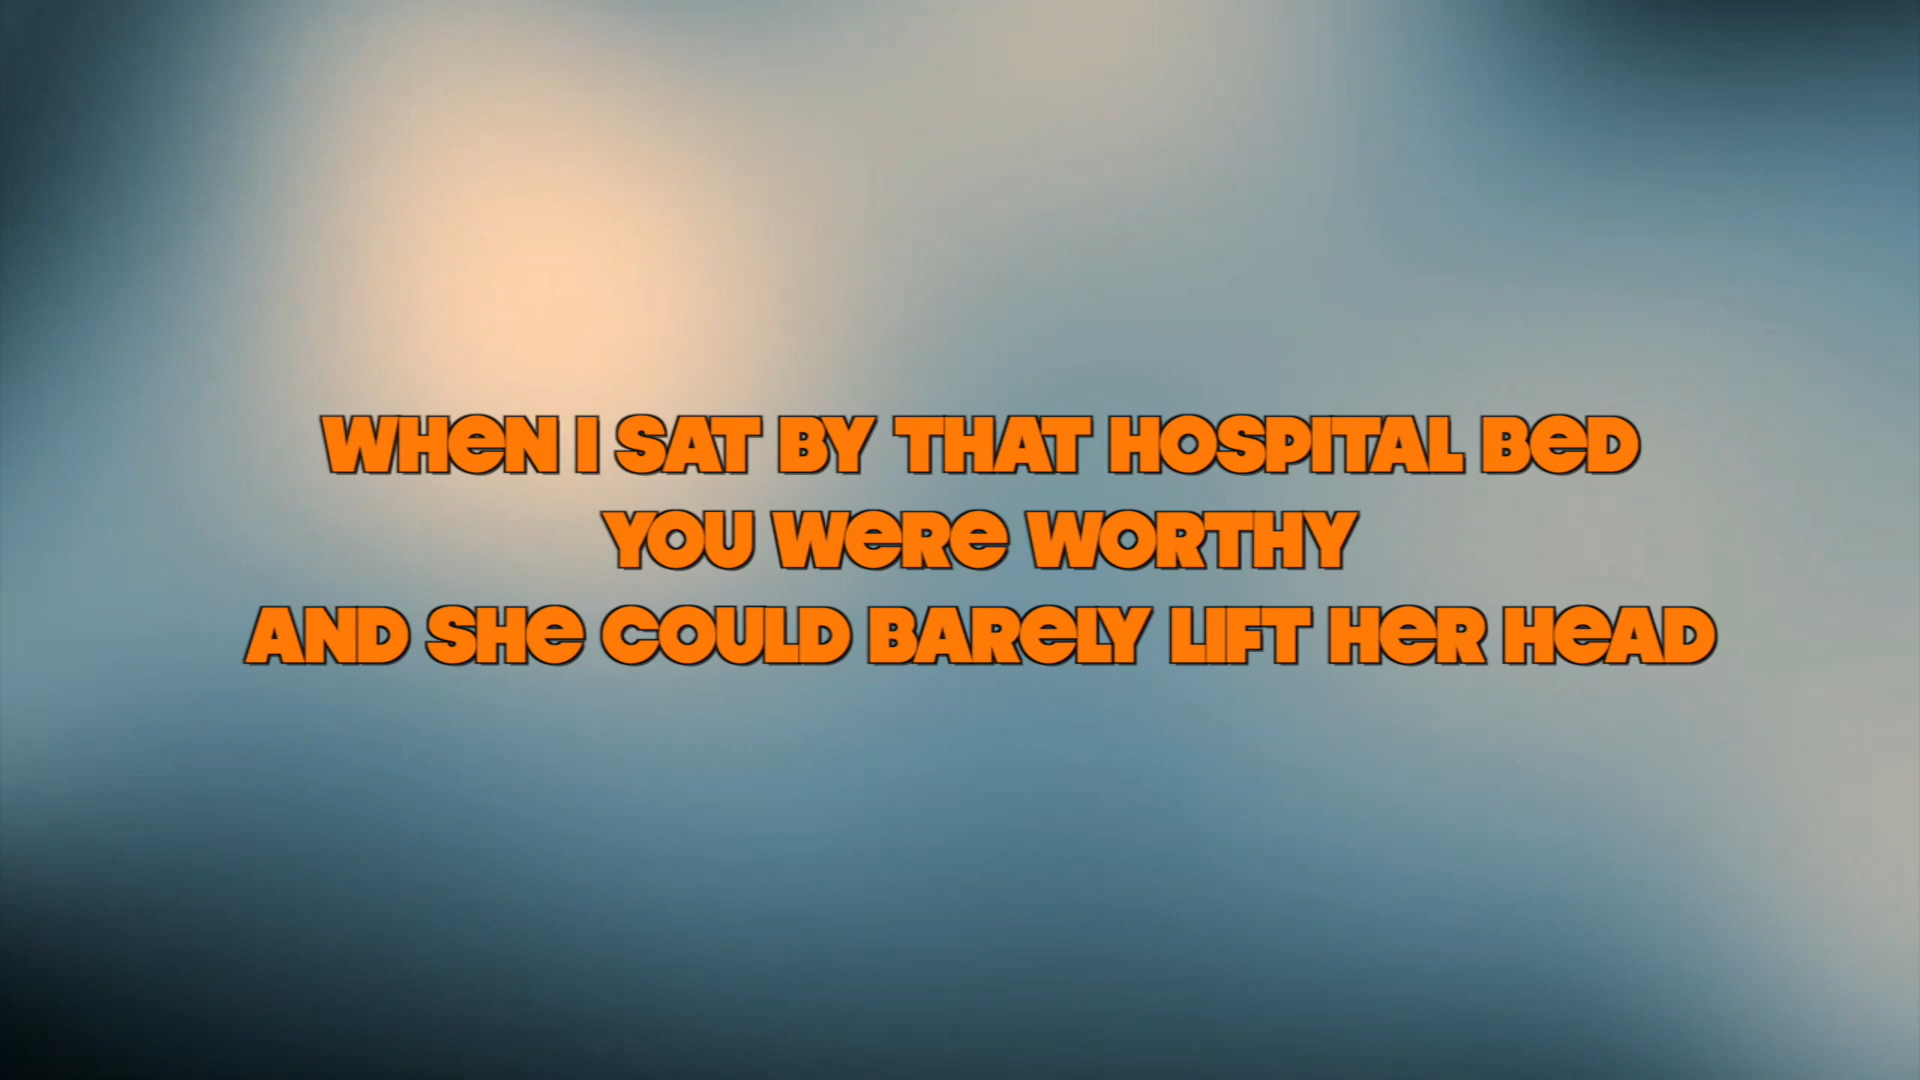 WHeN I SAT BY THAT HOSPITAL BeD
YOU WeRe WORTHY
AND SHe COULD BAReLY LIFT HeR HeAD